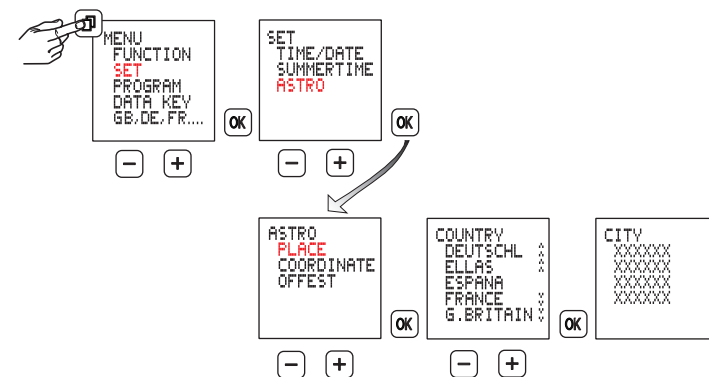 MENU
FUNCTION
SET
PROGRAM
DATA KEY
GB,DE,FR....
OK
SET
TIME/DATE
SUMMERTIME
ASTRO
OK
- +
- +
ASTRO
PLACE
COORDINATE
OFFEST
OK
COUNTRY
DEUTSCHL
ELLAS
ESPANA
FRANCE
G.BRITAIN
OK
CITY
XXXXXX
XXXXXX
XXXXXX
XXXXXX
- +
- +